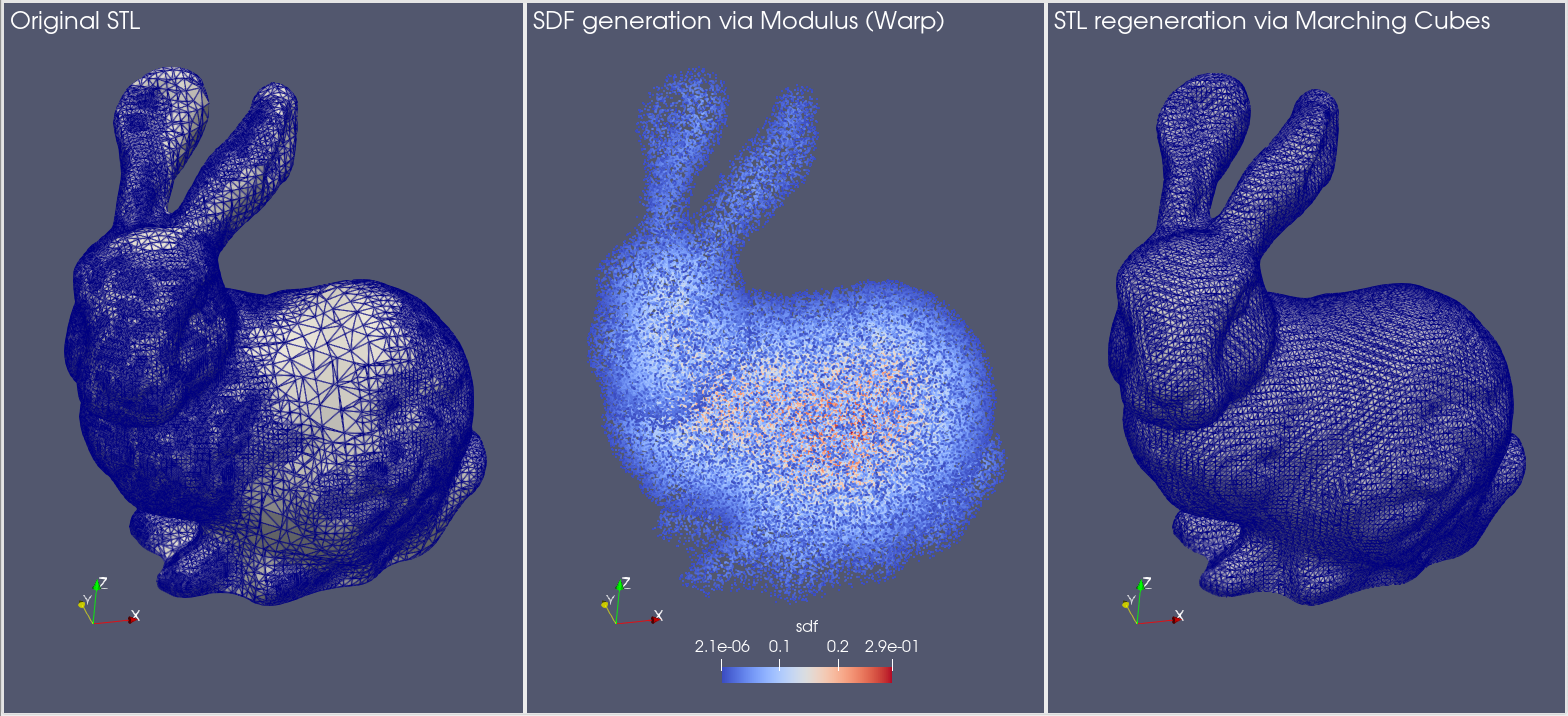 Original STL
SDF generation via Modulus (Warp)
STL regeneration via Marching Cubes
Z
Y
X
Z
Y
X
Z
Y
X
sdf
2.1e-06 0.1 0.2 2.9e-01